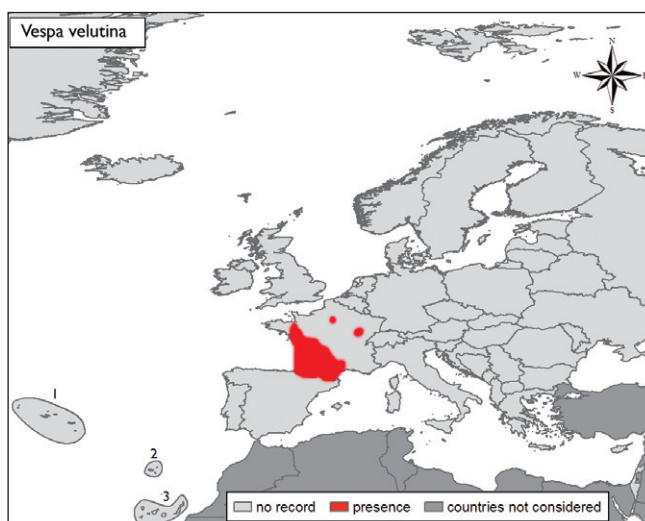 Vespa velutina
N
W
E
S
1
2
3
no record
presence
countries not considered